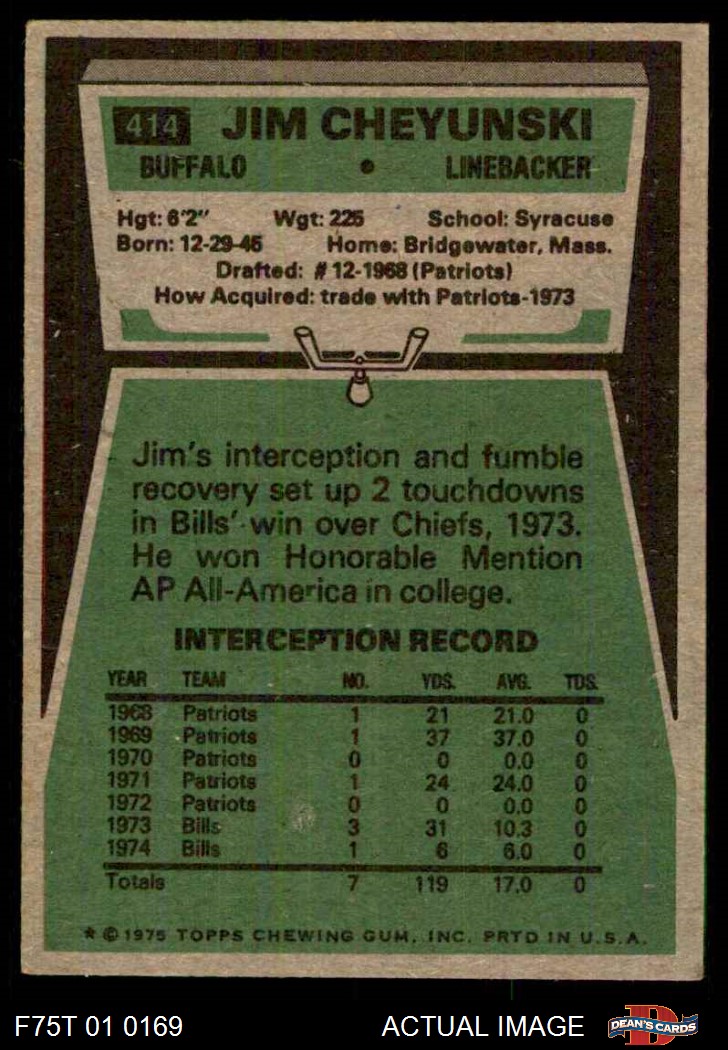 414 JIM CHEYUNSKI
BUFFALO • LINEBACKER
Hgt: 6'2" Wgt: 225 School: Syracuse
Born: 12-29-45 Home: Bridgewater, Mass.
Drafted: #12-1968 (Patriots)
How Acquired: trade with Patriots-1973
Jim's interception and fumble
recovery set up 2 touchdowns
in Bills' win over Chiefs, 1973.
He won Honorable Mention
AP All-America in college.
INTERCEPTION RECORD
YEAR TEAM NO. YDS. AVG. TDS.
1968 Patriots 1 21 21.0 0
1969 Patriots 1 37 37.0 0
1970 Patriots 0 0 0.0 0
1971 Patriots 1 24 24.0 0
1972 Patriots 0 0 0.0 0
1973 Bills 3 31 10.3 0
1974 Bills 1 6 6.0 0
Totals 7 119 17.0 0
* © 1975 TOPPS CHEWING GUM, INC. PRTD IN U.S.A.
F75T 01 0169 ACTUAL IMAGE D DEAN'S CARDS